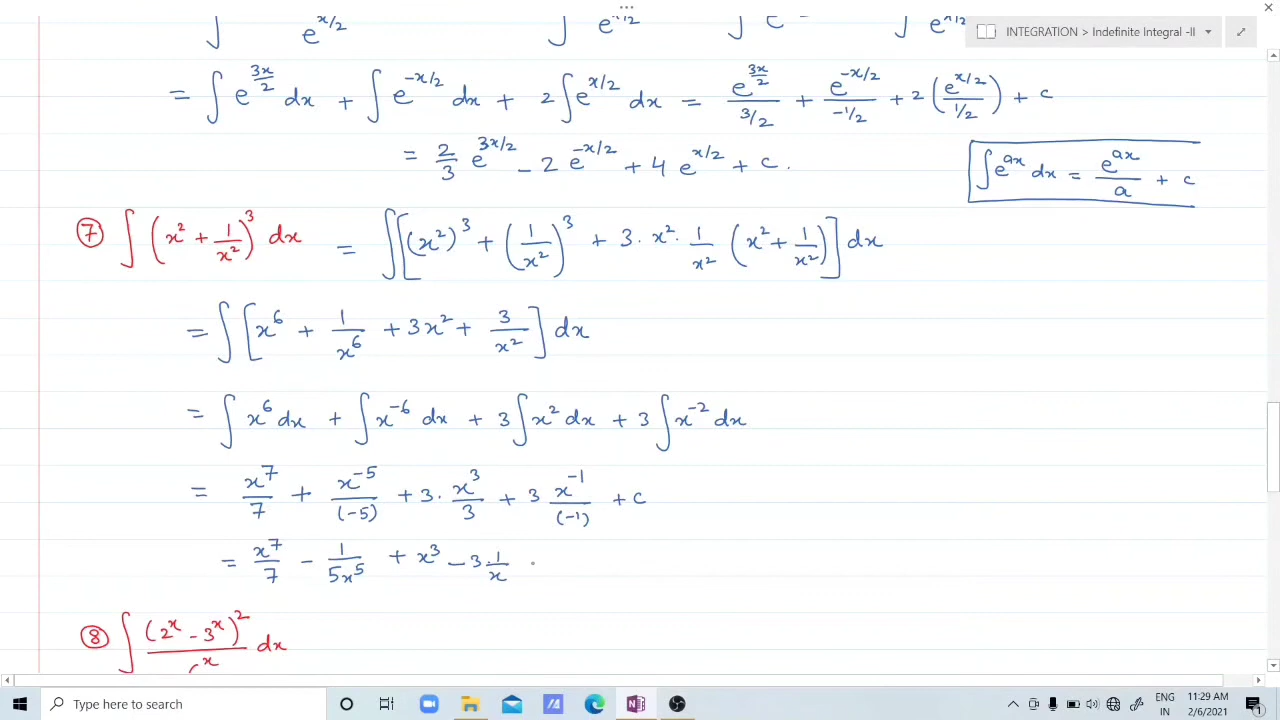 ∫ e^{x/2} ∫ e^{x/2} ∫ e ∫ e^{x/2}
INTEGRATION > Indefinite Integral -II
= ∫ e^{3x/2} dx + ∫ e^{-x/2} dx + 2 ∫ e^{x/2} dx = e^{3x/2}/(3/2) + e^{-x/2}/(-1/2) + 2 (e^{x/2}/(1/2)) + c
= 2/3 e^{3x/2} - 2 e^{-x/2} + 4 e^{x/2} + c.
∫ e^{ax} dx = e^{ax}/a + c
⑦ ∫ (x² + 1/x²)³ dx = ∫ [(x²)³ + (1/x²)³ + 3. x². 1/x² (x² + 1/x²)] dx
= ∫ [x⁶ + 1/x⁶ + 3x² + 3/x²] dx
= ∫ x⁶ dx + ∫ x⁻⁶ dx + 3 ∫ x² dx + 3 ∫ x⁻² dx
= x⁷/7 + x⁻⁵/(-5) + 3. x³/3 + 3 x⁻¹/(-1) + c
= x⁷/7 - 1/5x⁵ + x³ - 3 1/x
⑧ ∫ (2ˣ - 3ˣ)²/ ˣ dx
Type here to search
ENG
IN
11:29 AM
2/6/2021
1